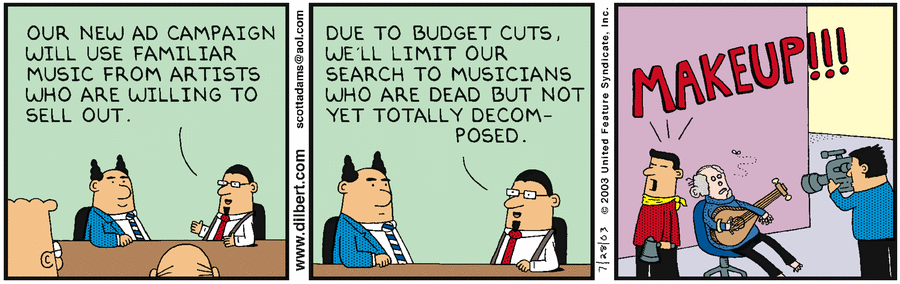 OUR NEW AD CAMPAIGN
WILL USE FAMILIAR
MUSIC FROM ARTISTS
WHO ARE WILLING TO
SELL OUT.
www.dilbert.com
scottadams@aol.com
DUE TO BUDGET CUTS,
WE'LL LIMIT OUR
SEARCH TO MUSICIANS
WHO ARE DEAD BUT NOT
YET TOTALLY DECOM-
POSED.
7/28/03 © 2003 United Feature Syndicate, Inc.
MAKEUP!!!